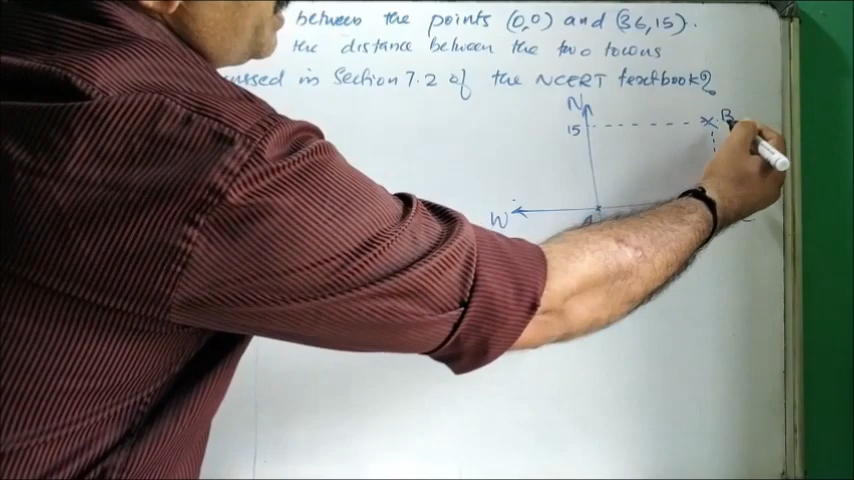 between the points (0,0) and (36,15).
the distance between the two towns
ussed in Section 7.2 of the NCERT textbook?
N
15
B
W
A